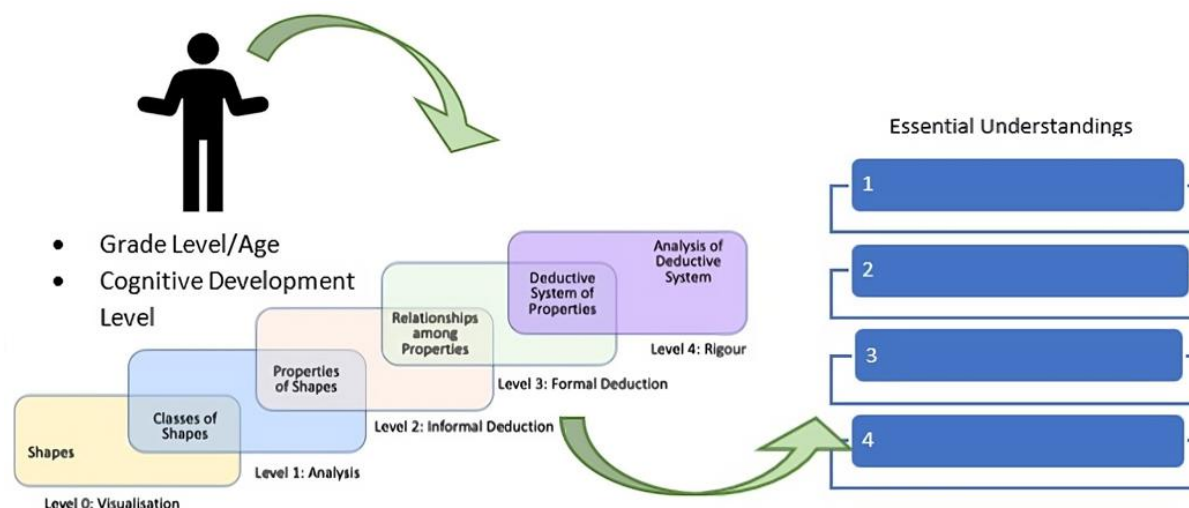 • Grade Level/Age
• Cognitive Development
Level
Shapes
Level 0: Visualisation
Classes of
Shapes
Level 1: Analysis
Properties
of Shapes
Level 2: Informal Deduction
Relationships
among
Properties
Level 3: Formal Deduction
Deductive
System of
Properties
Analysis of
Deductive
System
Level 4: Rigour
Essential Understandings
1
2
3
4